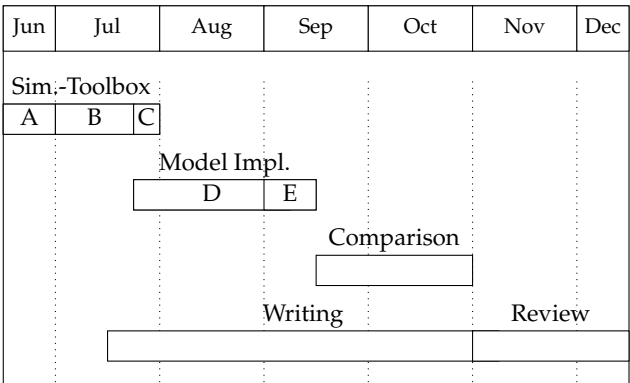 Jun Jul Aug Sep Oct Nov Dec
Sim.-Toolbox
A B C
Model Impl.
D E
Comparison
Writing Review